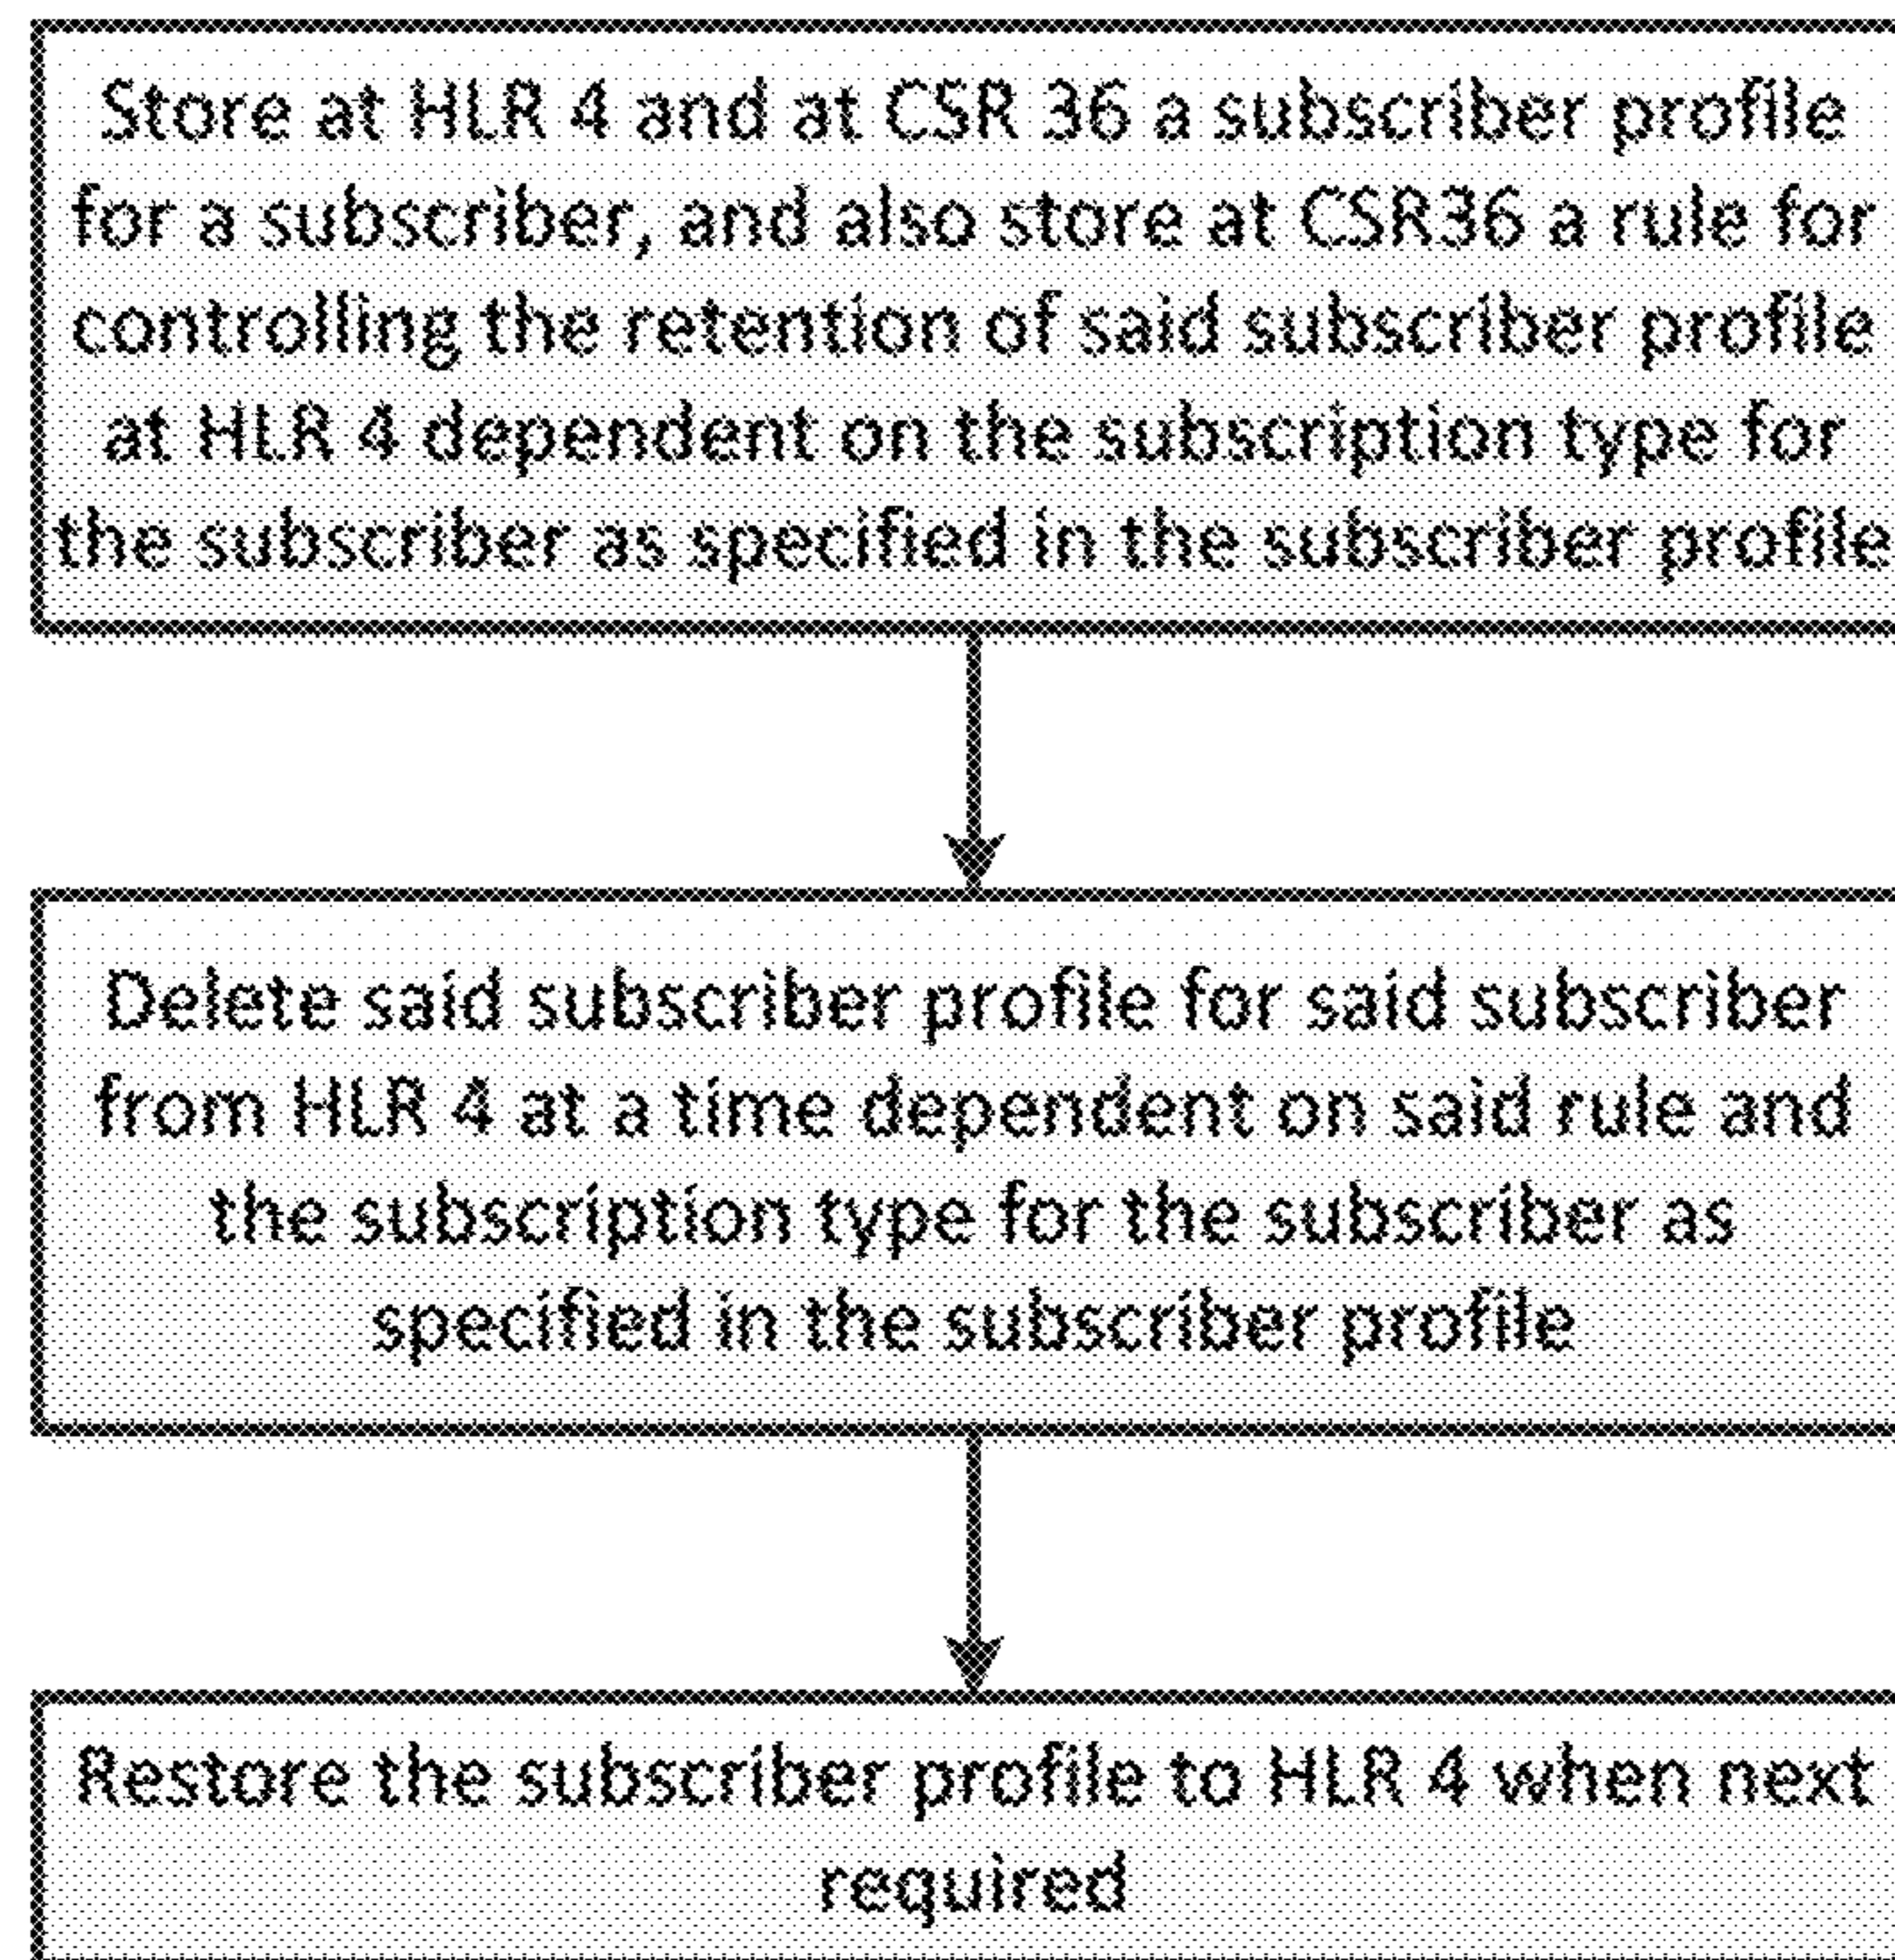 Store at HLR 4 and at CSR 36 a subscriber profile
for a subscriber, and also store at CSR36 a rule for
controlling the retention of said subscriber profile
at HLR 4 dependent on the subscription type for
the subscriber as specified in the subscriber profile
Delete said subscriber profile for said subscriber
from HLR 4 at a time dependent on said rule and
the subscription type for the subscriber as
specified in the subscriber profile
Restore the subscriber profile to HLR 4 when next
required